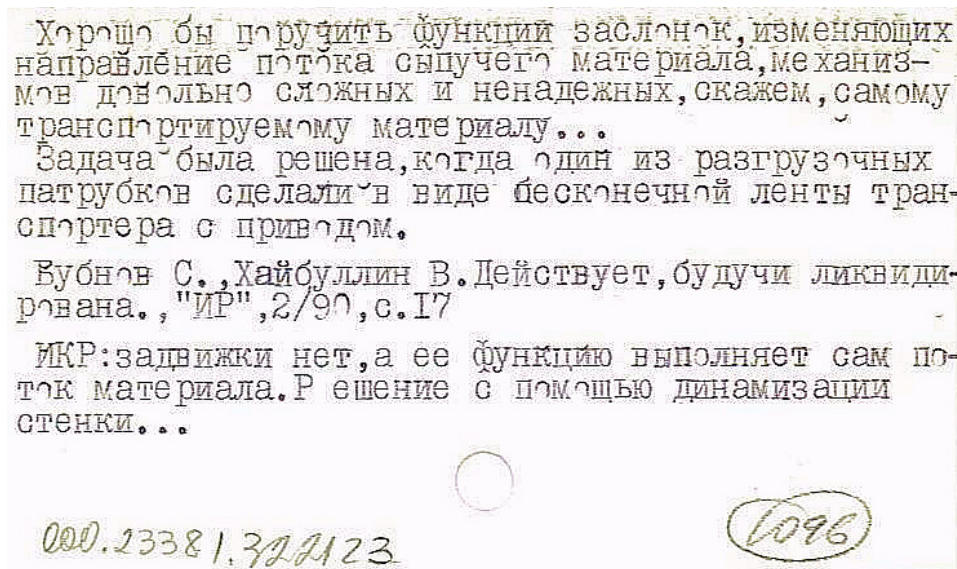 Хорошо бы поручить функции заслонок,изменяющих
направление потока сыпучего материала,механиз-
мов довольно сложных и ненадежных,скажем,самому
транспортируемому материалу...
Задача была решена,когда один из разгрузочных
патрубков сделали в виде бесконечной ленты тран-
спортера с приводом.
Бубнов С.,Хайбуллин В.Действует,будучи ликвиди-
рована.,"ИР",2/90,с.I7
ИКР:задвижки нет,а ее функцию выполняет сам по-
ток материала.Р ешение с помощью динамизации
стенки...
000.23381.322123
1096